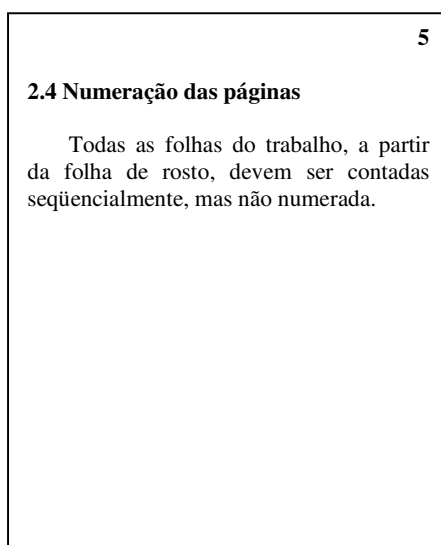 5
2.4 Numeração das páginas
Todas as folhas do trabalho, a partir
da folha de rosto, devem ser contadas
seqüencialmente, mas não numerada.